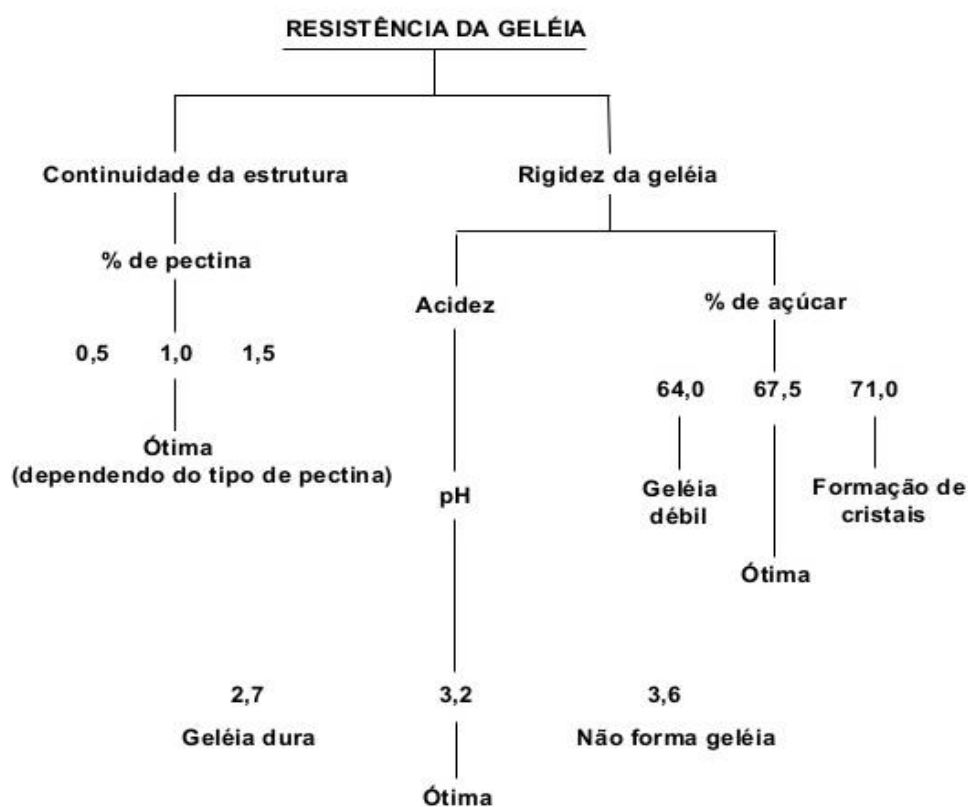 RESISTÊNCIA DA GELÉIA
Continuidade da estrutura
Rigidez da geléia
% de pectina
Acidez
% de açúcar
0,5 1,0 1,5
64,0 67,5 71,0
Ótima
(dependendo do tipo de pectina)
pH
Geléia
débil
Formação de
cristais
Ótima
2,7 3,2 3,6
Geléia dura
Não forma geléia
Ótima